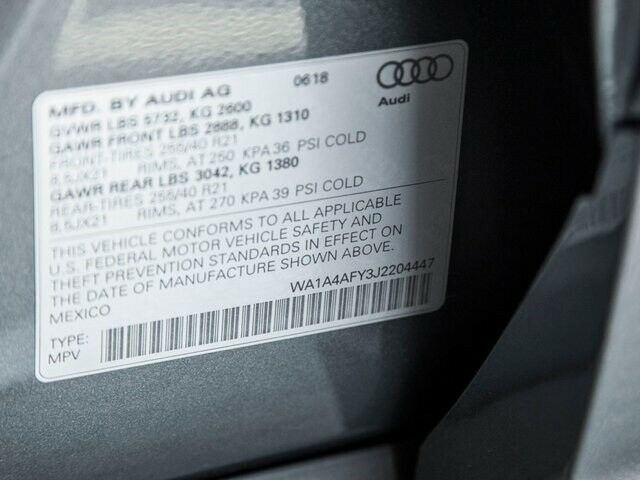 MFD. BY AUDI AG 0618
Audi
GVWR LBS 5732, KG 2600
GAWR FRONT LBS 2888, KG 1310
FRONT-TIRES 255/40 R21
8,5JX21 RIMS, AT 250 KPA 36 PSI COLD
GAWR REAR LBS 3042, KG 1380
REAR-TIRES 255/40 R21
8,5JX21 RIMS, AT 270 KPA 39 PSI COLD
THIS VEHICLE CONFORMS TO ALL APPLICABLE
U.S. FEDERAL MOTOR VEHICLE SAFETY AND
THEFT PREVENTION STANDARDS IN EFFECT ON
THE DATE OF MANUFACTURE SHOWN ABOVE.
MEXICO WA1A4AFY3J2204447
TYPE:
MPV